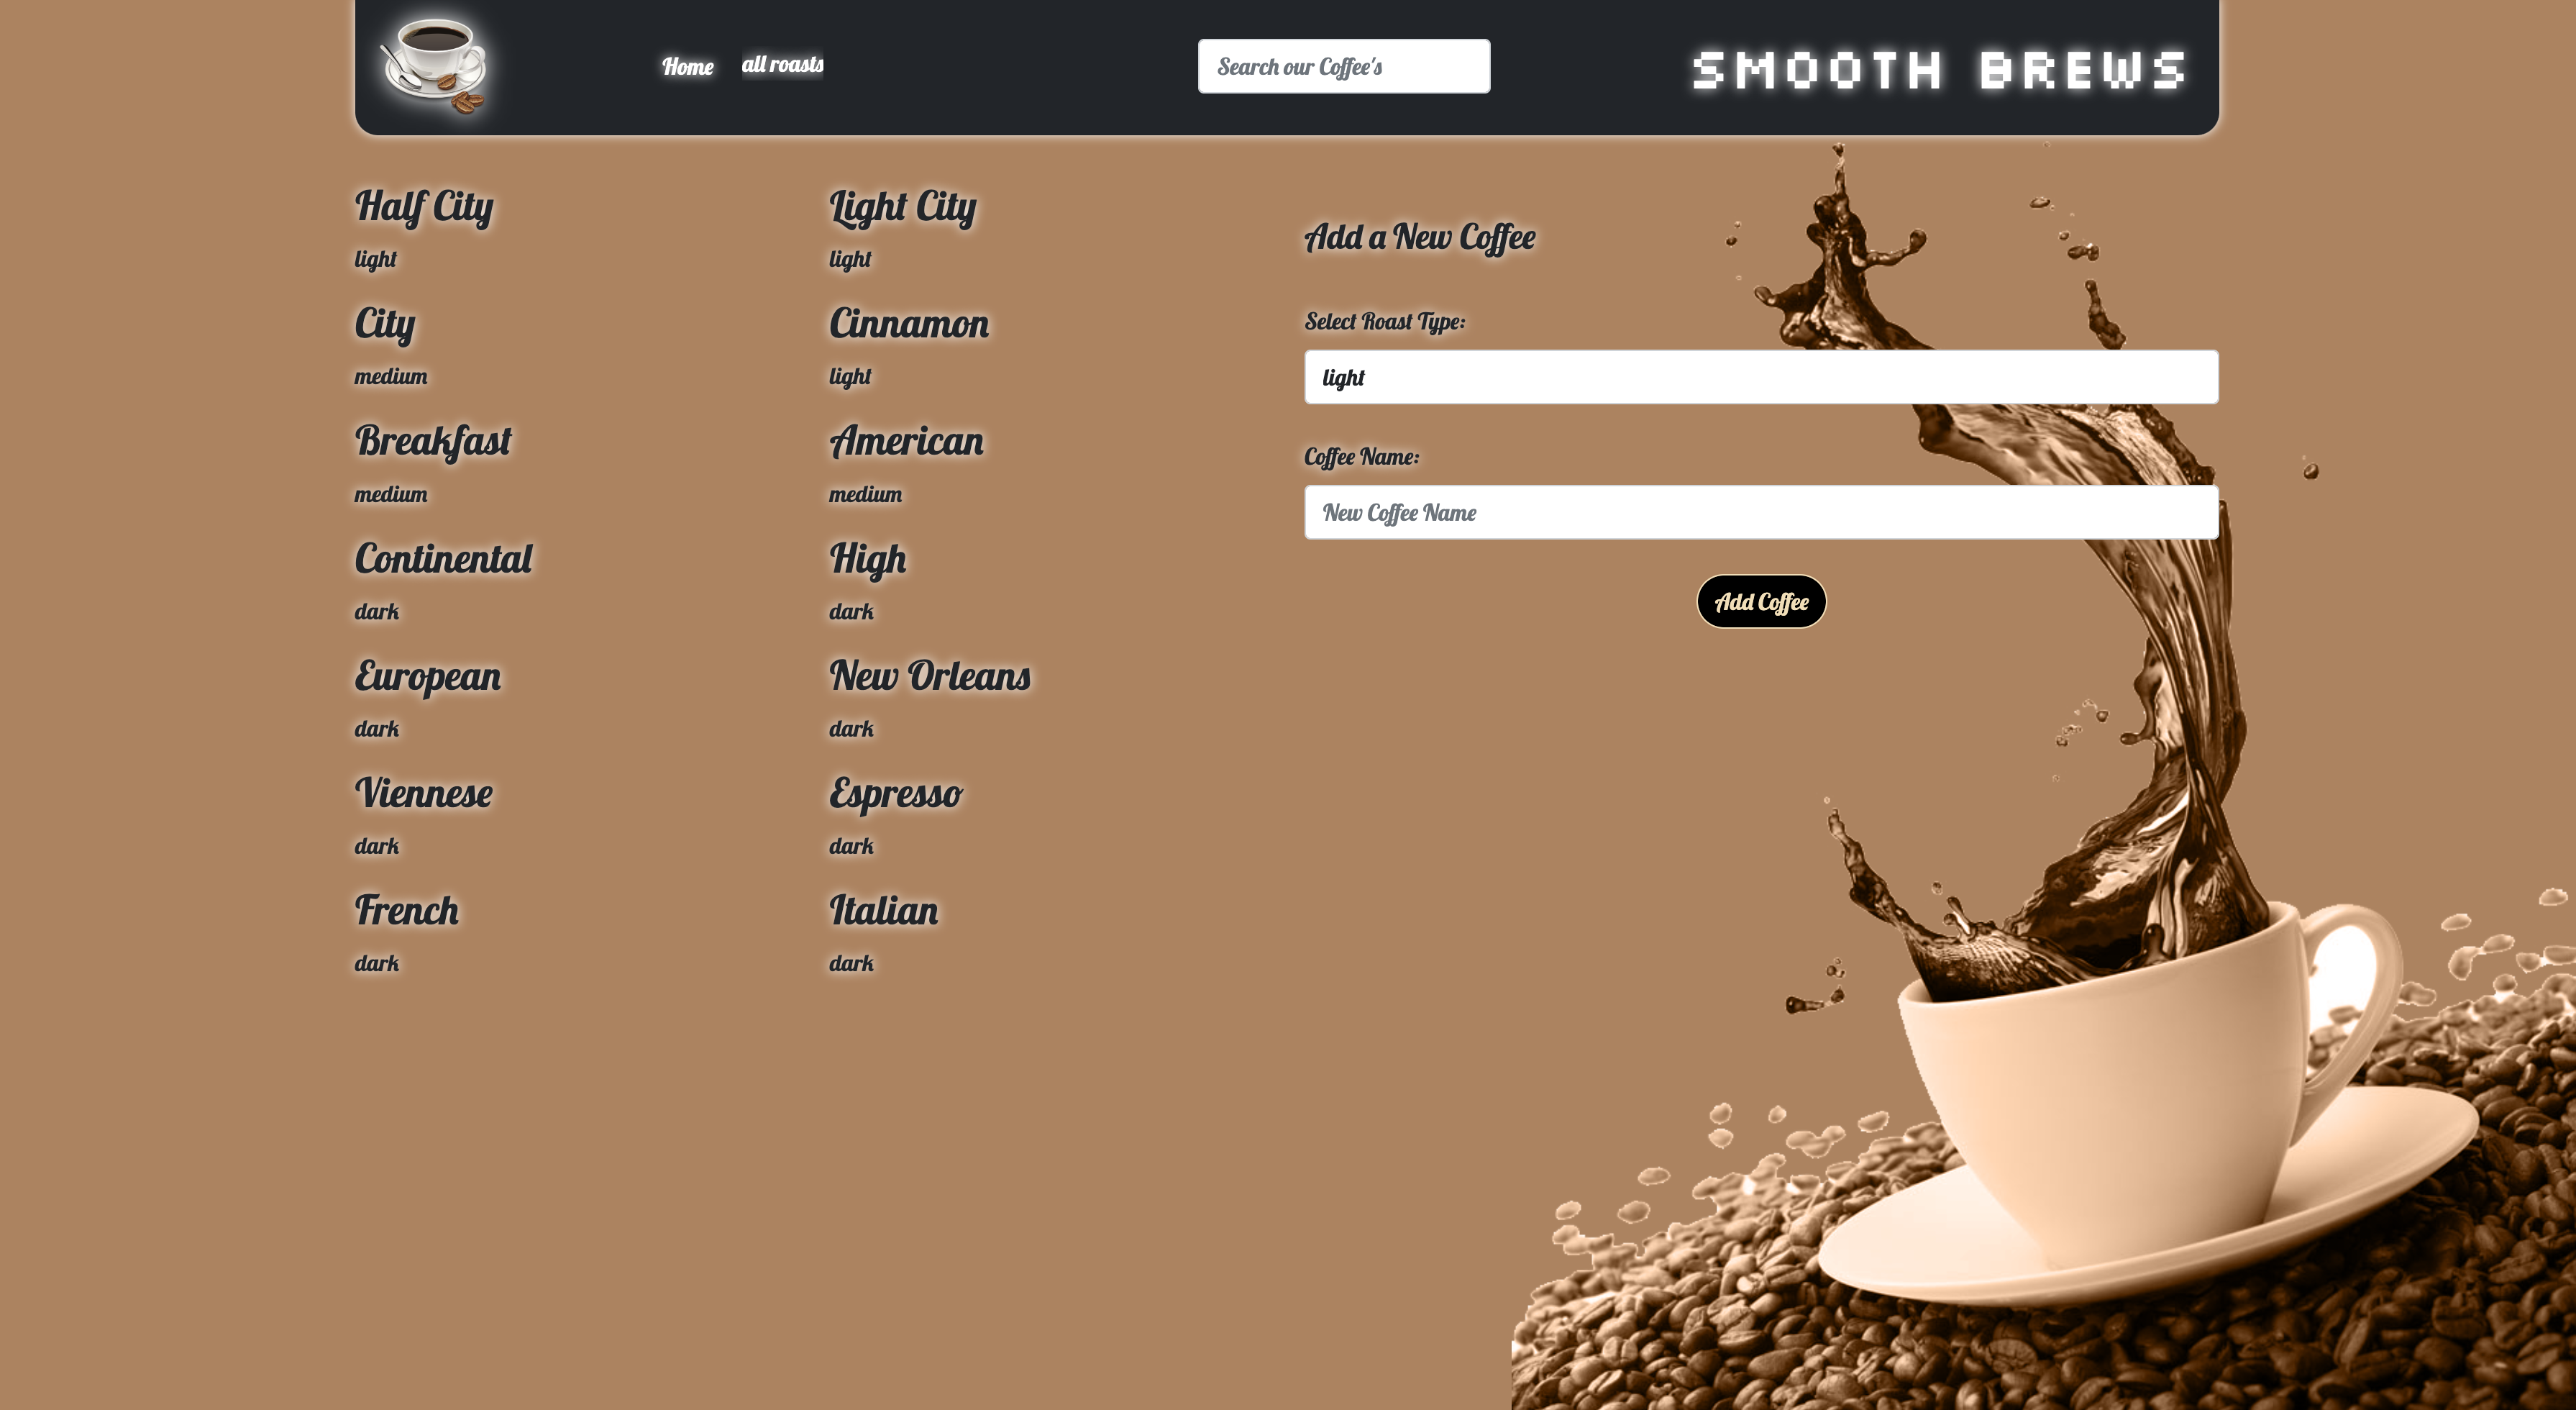 Home
all roasts
Search our Coffee's
SMOOTH BREWS
Half City
light
Light City
light
City
medium
Cinnamon
light
Breakfast
medium
American
medium
Continental
dark
High
dark
European
dark
New Orleans
dark
Viennese
dark
Espresso
dark
French
dark
Italian
dark
Add a New Coffee
Select Roast Type:
light
Coffee Name:
New Coffee Name
Add Coffee